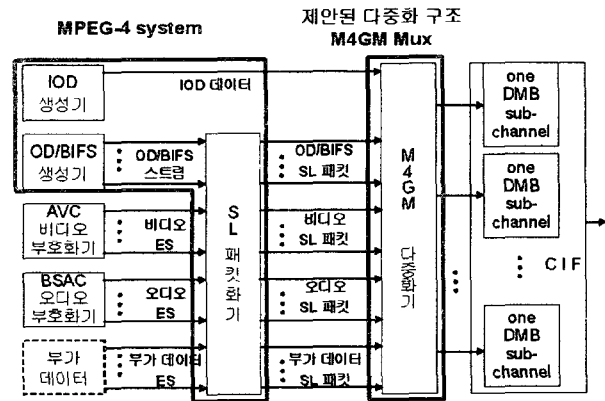 제안된 다중화 구조
MPEG-4 system
M4GM Mux
IOD
생성기
IOD 데이터
OD/BIFS
생성기
OD/BIFS
스트림
OD/BIFS
SL 패킷
AVC
비디오
부호화기
비디오
ES
비디오
SL 패킷
BSAC
오디오
부호화기
오디오
ES
오디오
SL 패킷
부가
데이터
부가 데이터
ES
부가 데이터
SL 패킷
SL 패킷화기
M4GM 다중화기
one
DMB
sub-
channel
one
DMB
sub-
channel
CIF
one
DMB
sub-
channel